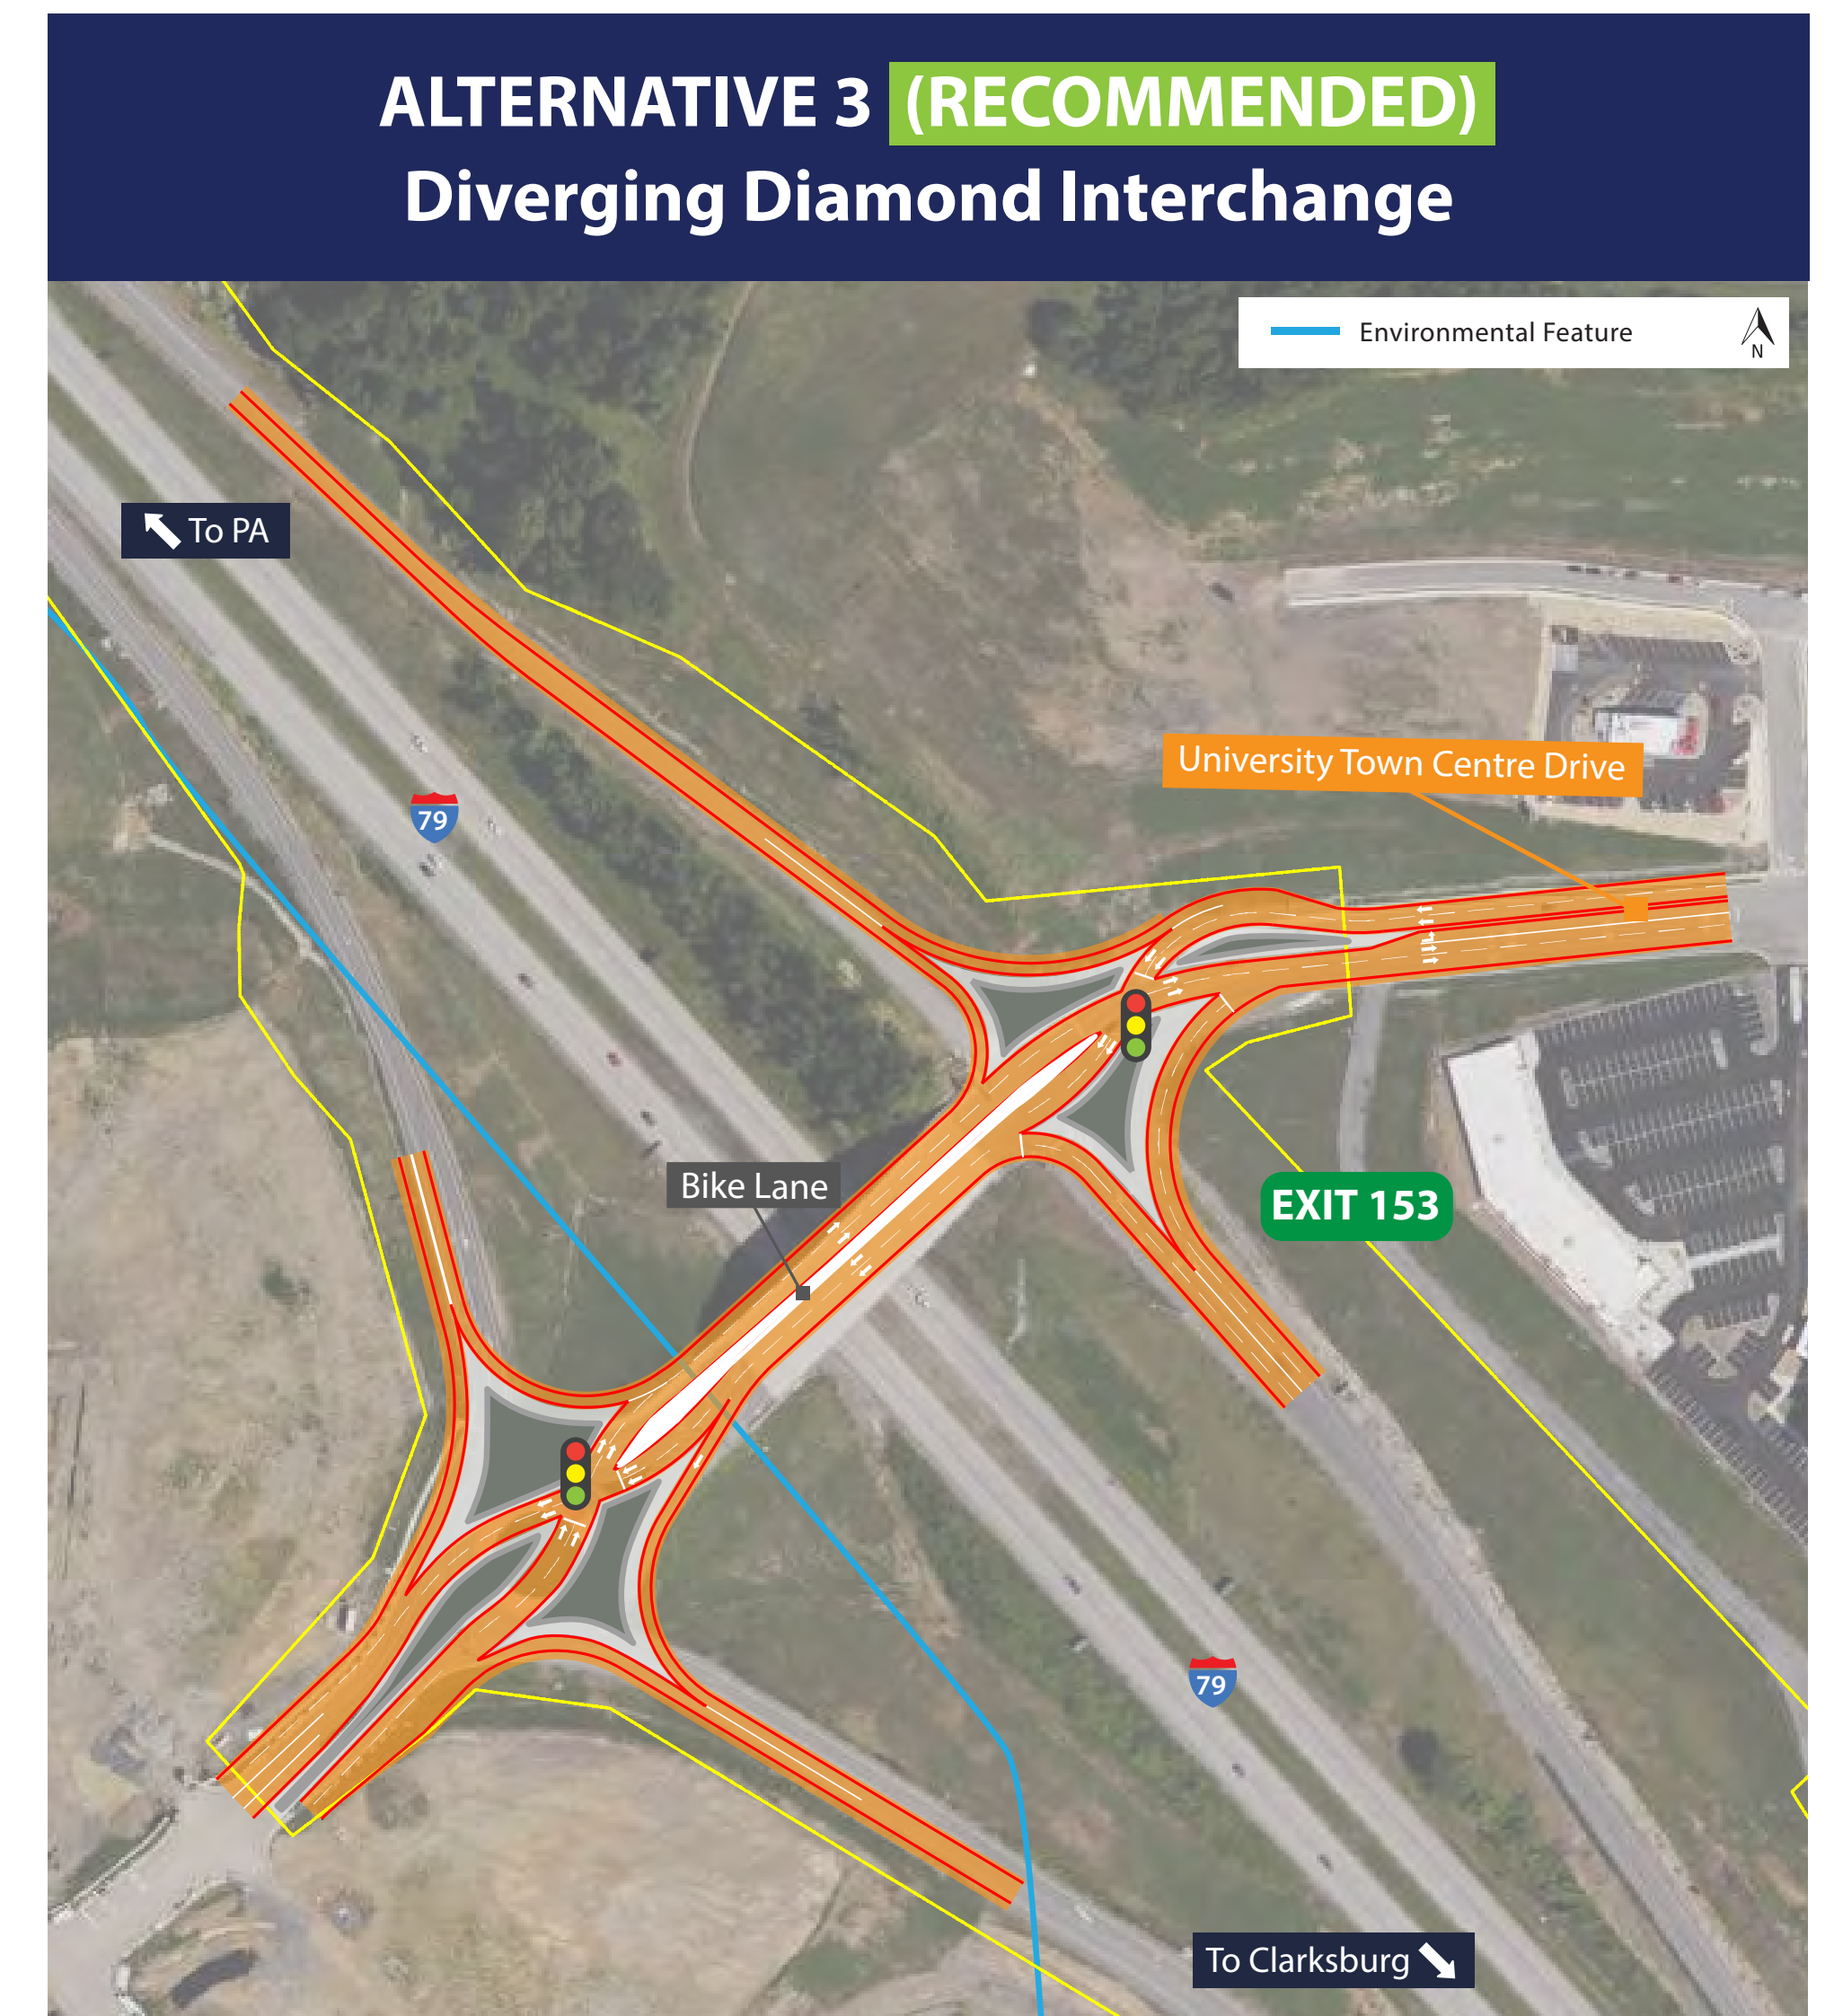 ALTERNATIVE 3 (RECOMMENDED)
Diverging Diamond Interchange
Environmental Feature
N
To PA
University Town Centre Drive
79
Bike Lane
EXIT 153
79
To Clarksburg